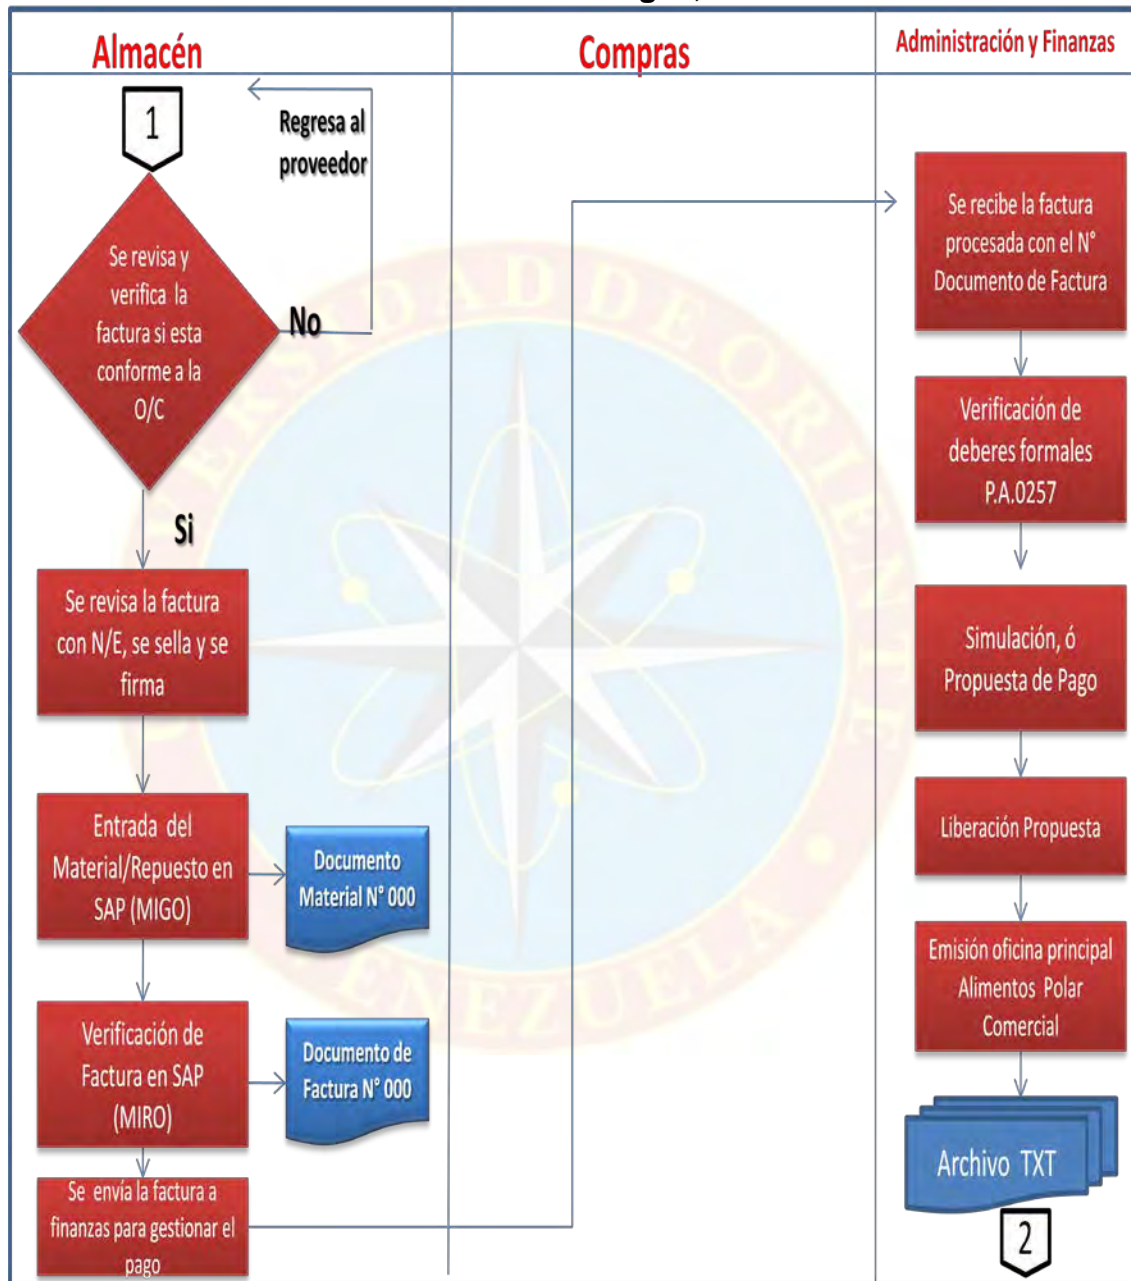 Almacén
Compras
Administración y Finanzas
1
Regresa al
proveedor
Se revisa y
verifica la
factura si esta
conforme a la
O/C
No
Si
Se revisa la factura
con N/E, se sella y se
firma
Entrada del
Material/Repuesto en
SAP (MIGO)
Documento
Material N° 000
Verificación de
Factura en SAP
(MIRO)
Documento de
Factura N° 000
Se envía la factura a
finanzas para gestionar el
pago
Se recibe la factura
procesada con el N°
Documento de Factura
Verificación de
deberes formales
P.A.0257
Simulación, ó
Propuesta de Pago
Liberación Propuesta
Emisión oficina principal
Alimentos Polar
Comercial
Archivo TXT
2
UNIVERSIDAD DE ORIENTE
VENEZUELA